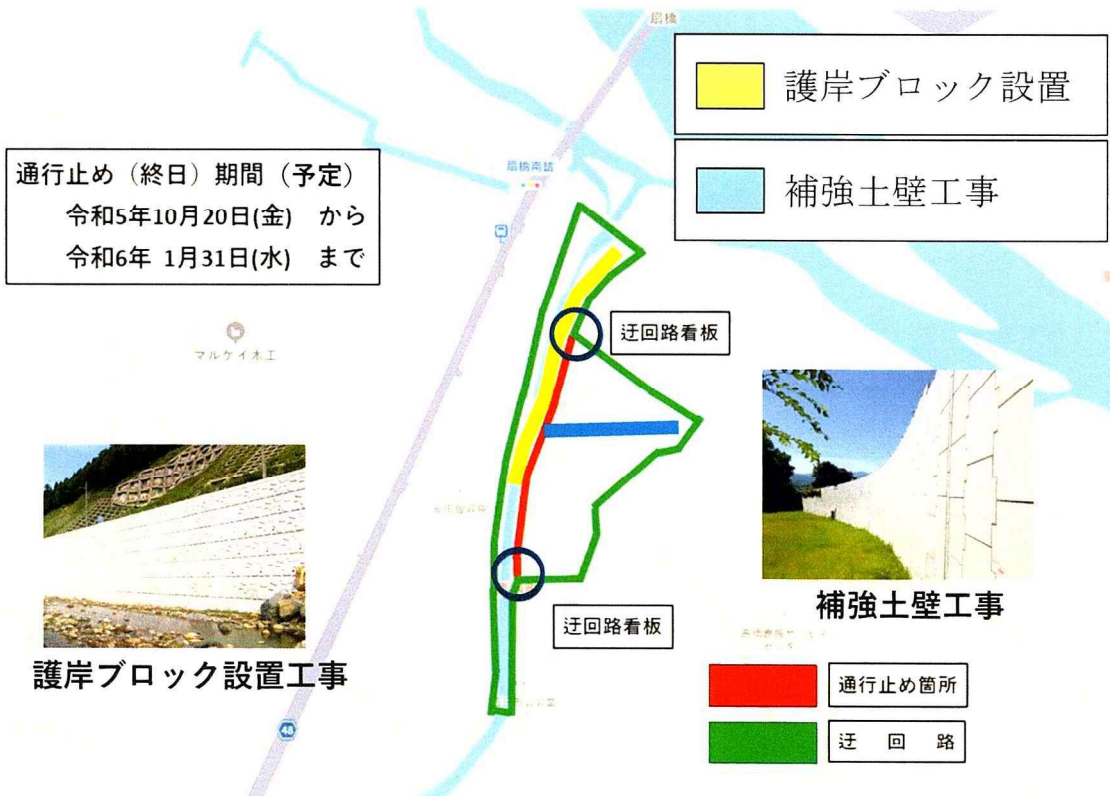 扇橋
護岸ブロック設置
補強土壁工事
通行止め（終日）期間（予定）
令和5年10月20日(金)　から
令和6年 1月31日(水)　まで
扇橋南詰
迂回路看板
マルケイ木工
護岸ブロック設置工事
迂回路看板
補強土壁工事
通行止め箇所
迂　回　路
48